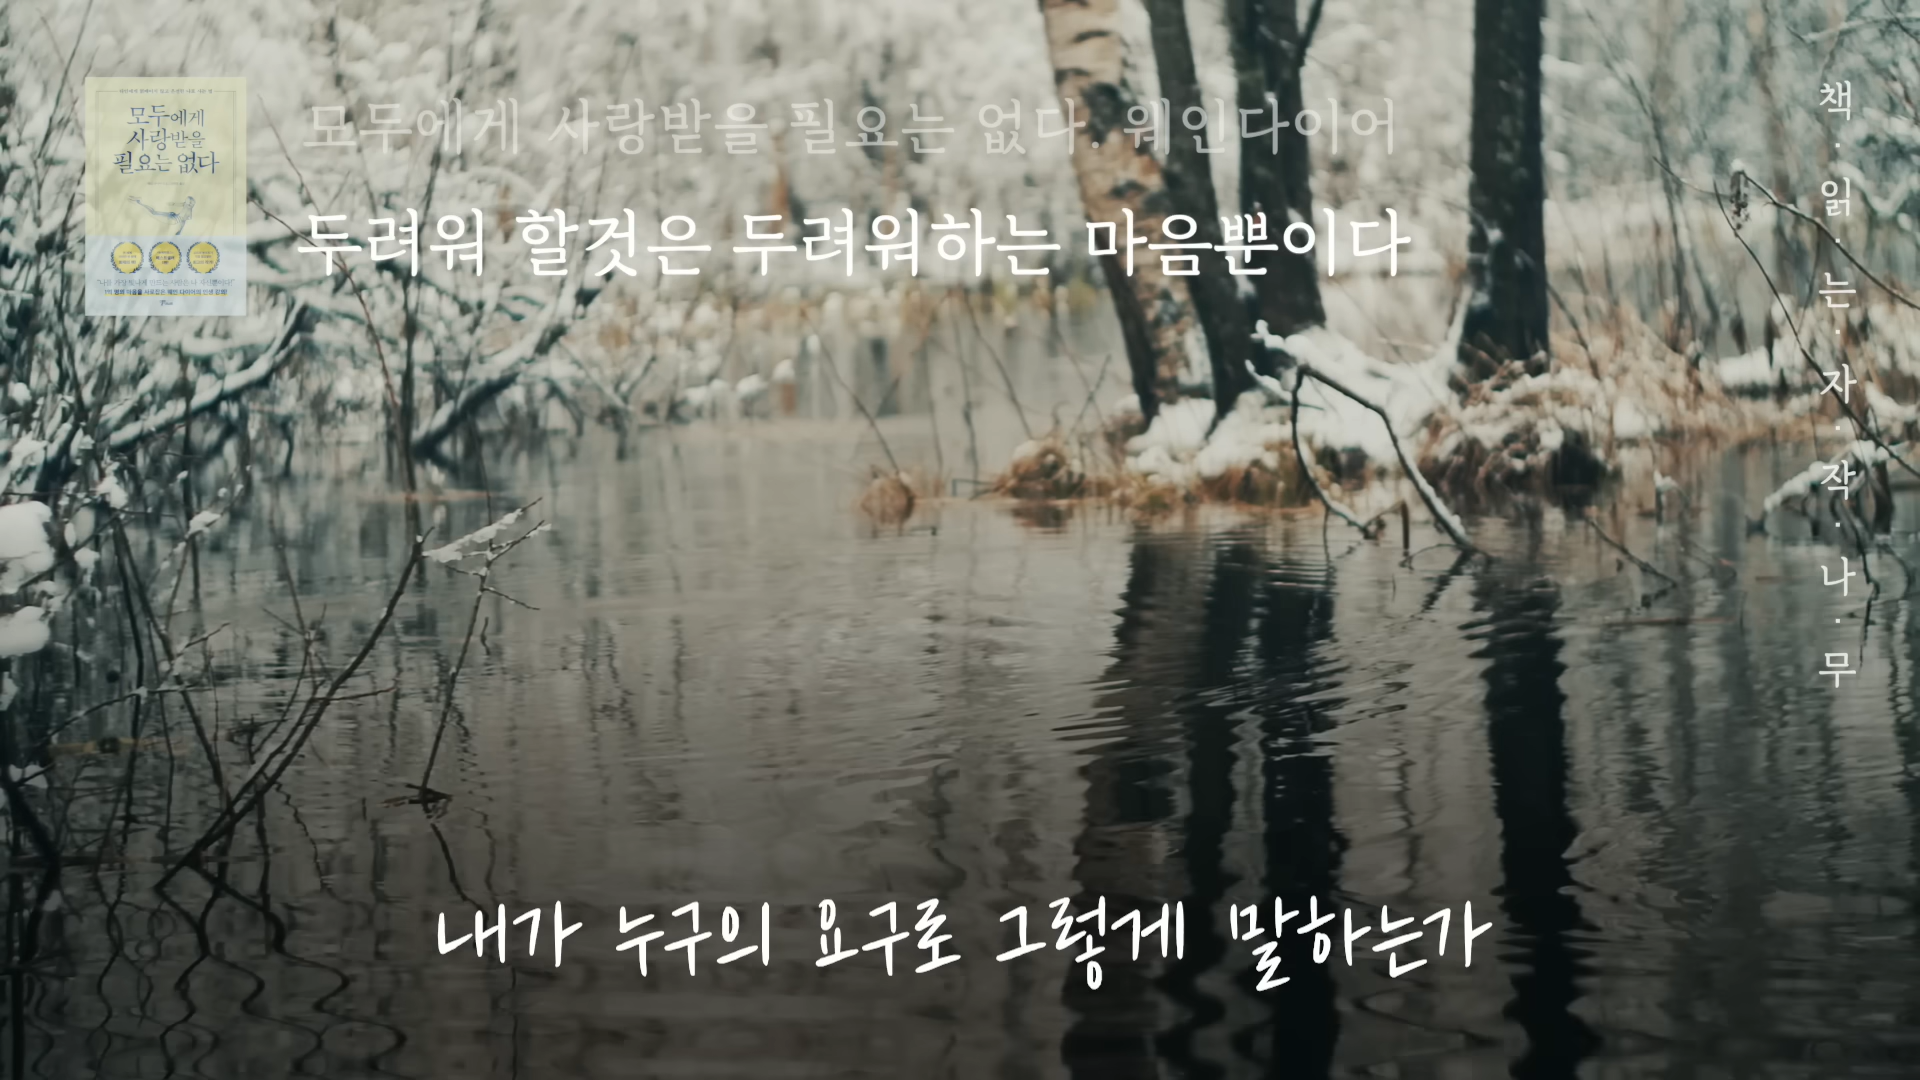 모두에게
사랑받을
필요는 없다
모두에게 사랑받을 필요는 없다. 웨인다이어
두려워 할것은 두려워하는 마음뿐이다
책·읽·는·자·작·나·무
내가 누구의 요구로 그렇게 말하는가